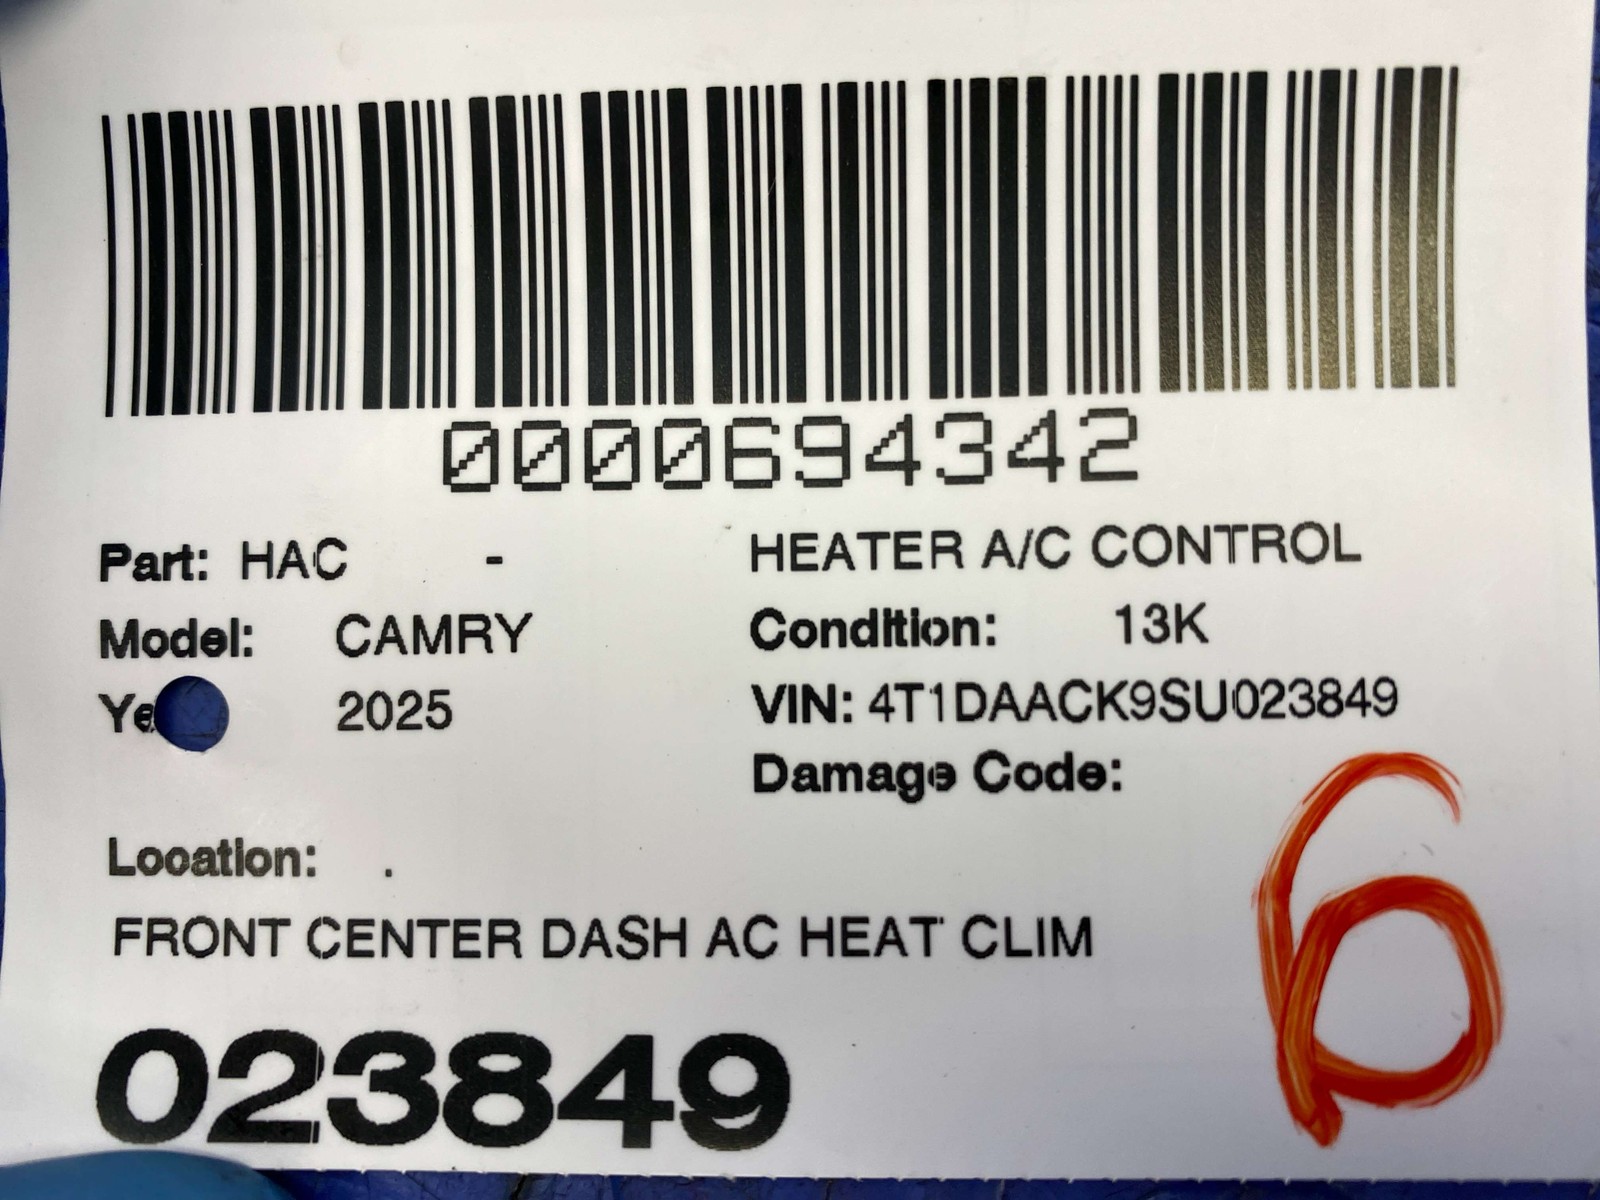 0000694342
Part: HAC - HEATER A/C CONTROL
Model: CAMRY Condition: 13K
Ye 2025 VIN: 4T1DAACK9SU023849
Damage Code:
Location: .
FRONT CENTER DASH AC HEAT CLIM
023849
6